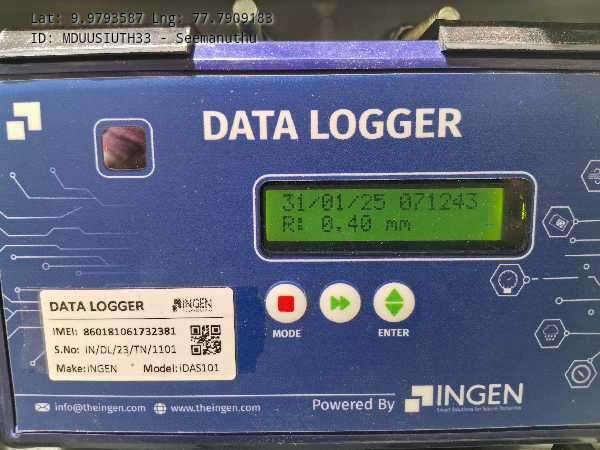 Lat: 9.9793587 Lng: 77.7909183
ID: MDUUSIUTH33 - Seemanuthu
DATA LOGGER
31/01/25 071243
R: 0.40 mm
MODE
ENTER
DATA LOGGER
INGEN
IMEI: 860181061732381
S.No: iN/DL/23/TN/1101
Make:iNGEN Model:iDAS101
info@theingen.com www.theingen.com
Powered By INGEN